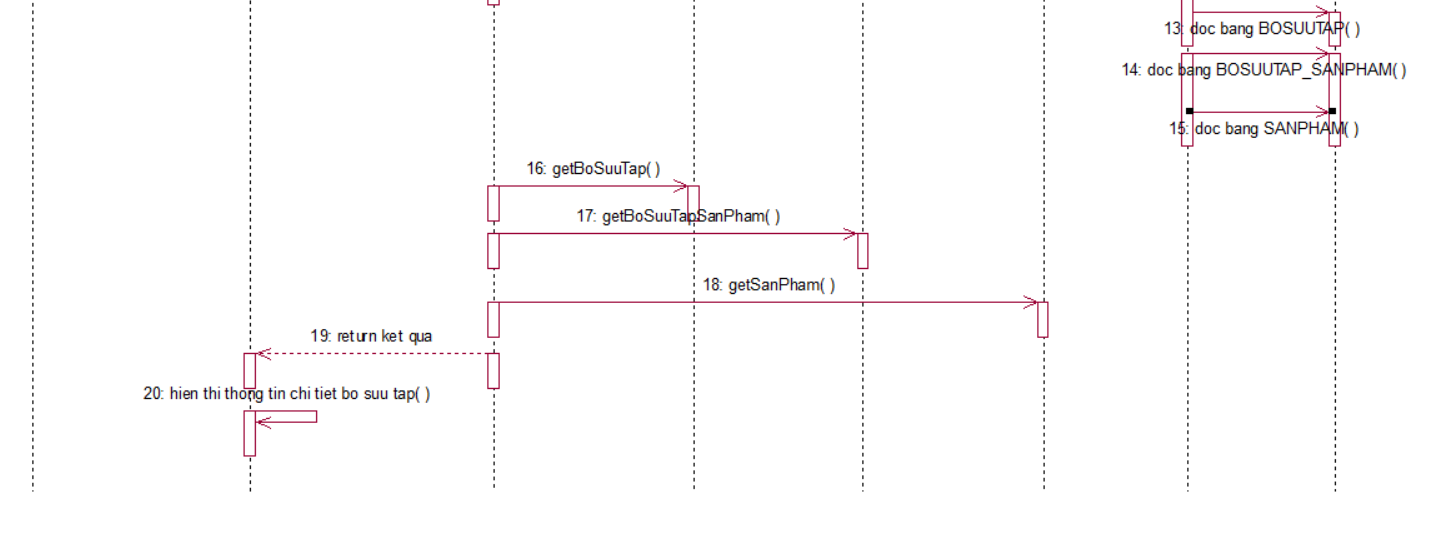 13: doc bang BOSUUTAP( )
14: doc bang BOSUUTAP_SANPHAM( )
15: doc bang SANPHAM( )
16: getBoSuuTap( )
17: getBoSuuTapSanPham( )
18: getSanPham( )
19: return ket qua
20: hien thi thong tin chi tiet bo suu tap( )